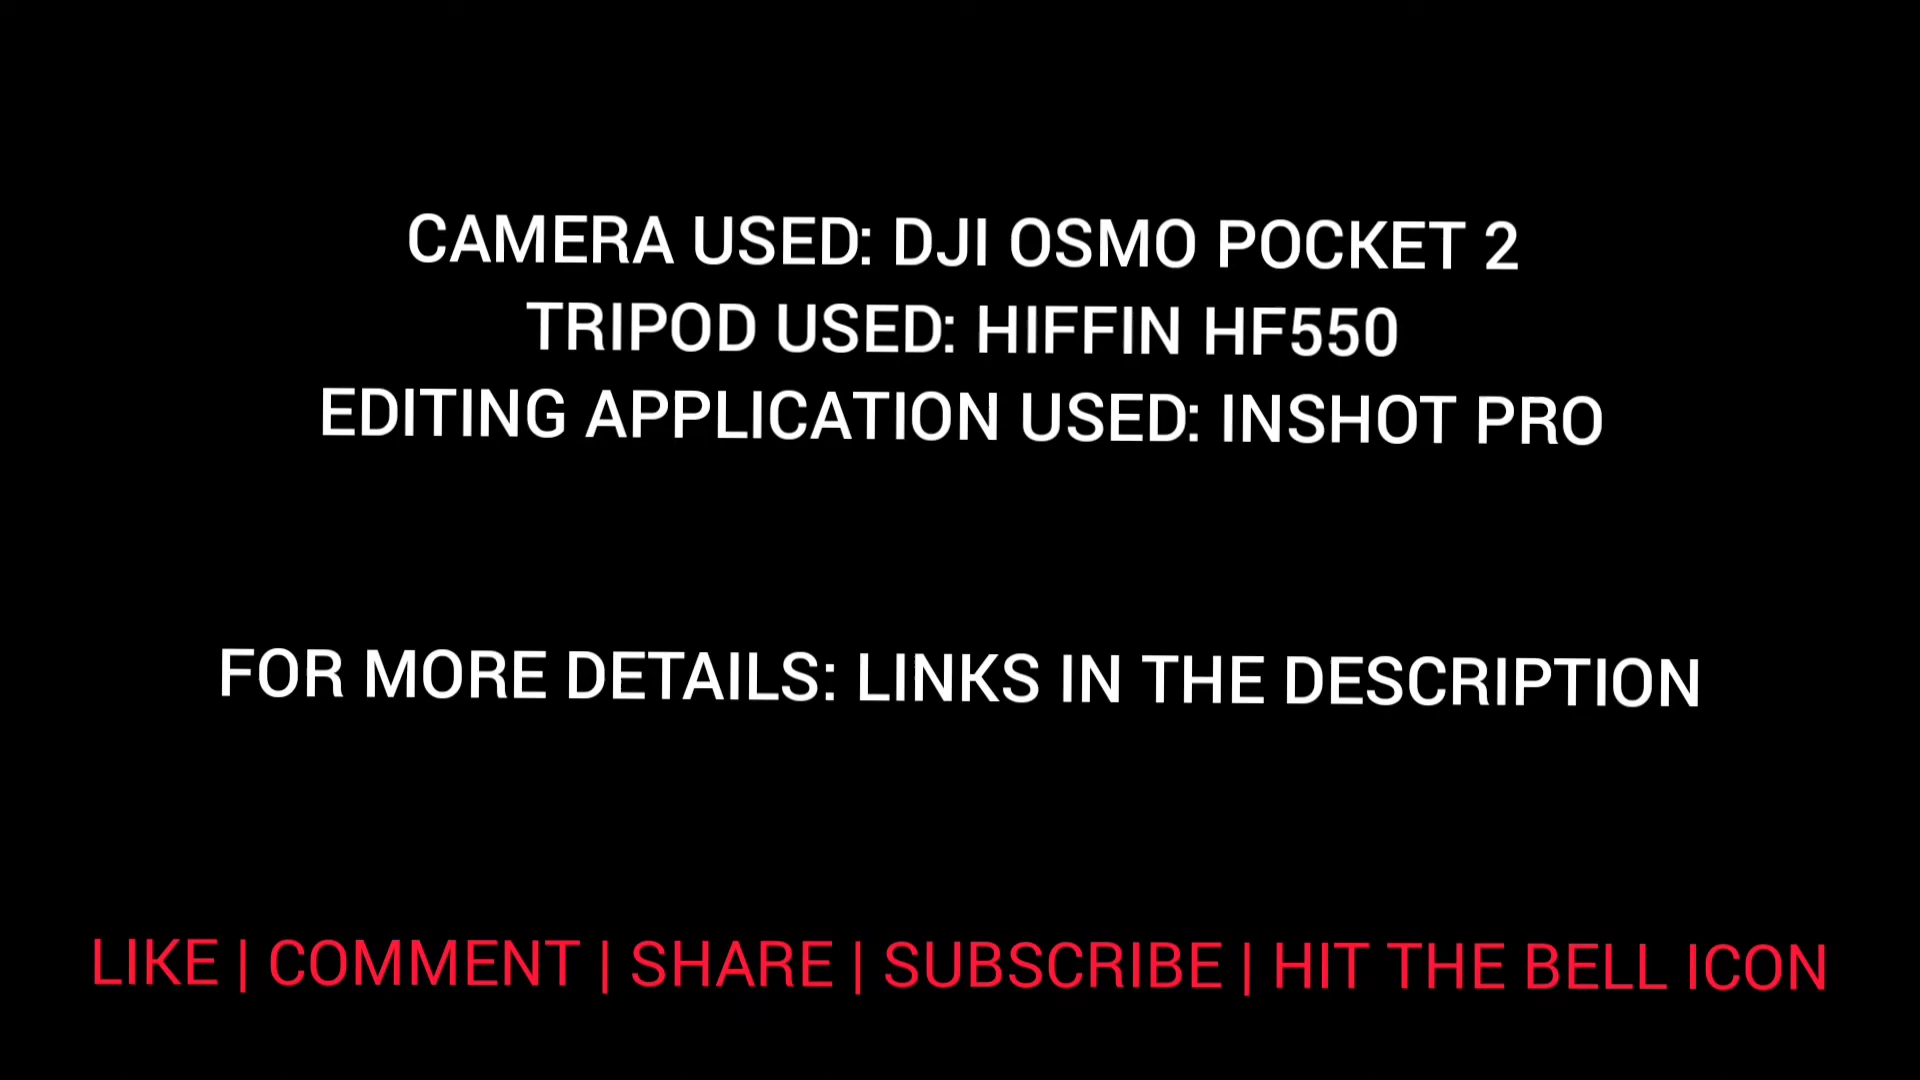 CAMERA USED: DJI OSMO POCKET 2
TRIPOD USED: HIFFIN HF550
EDITING APPLICATION USED: INSHOT PRO
FOR MORE DETAILS: LINKS IN THE DESCRIPTION
LIKE | COMMENT | SHARE | SUBSCRIBE | HIT THE BELL ICON